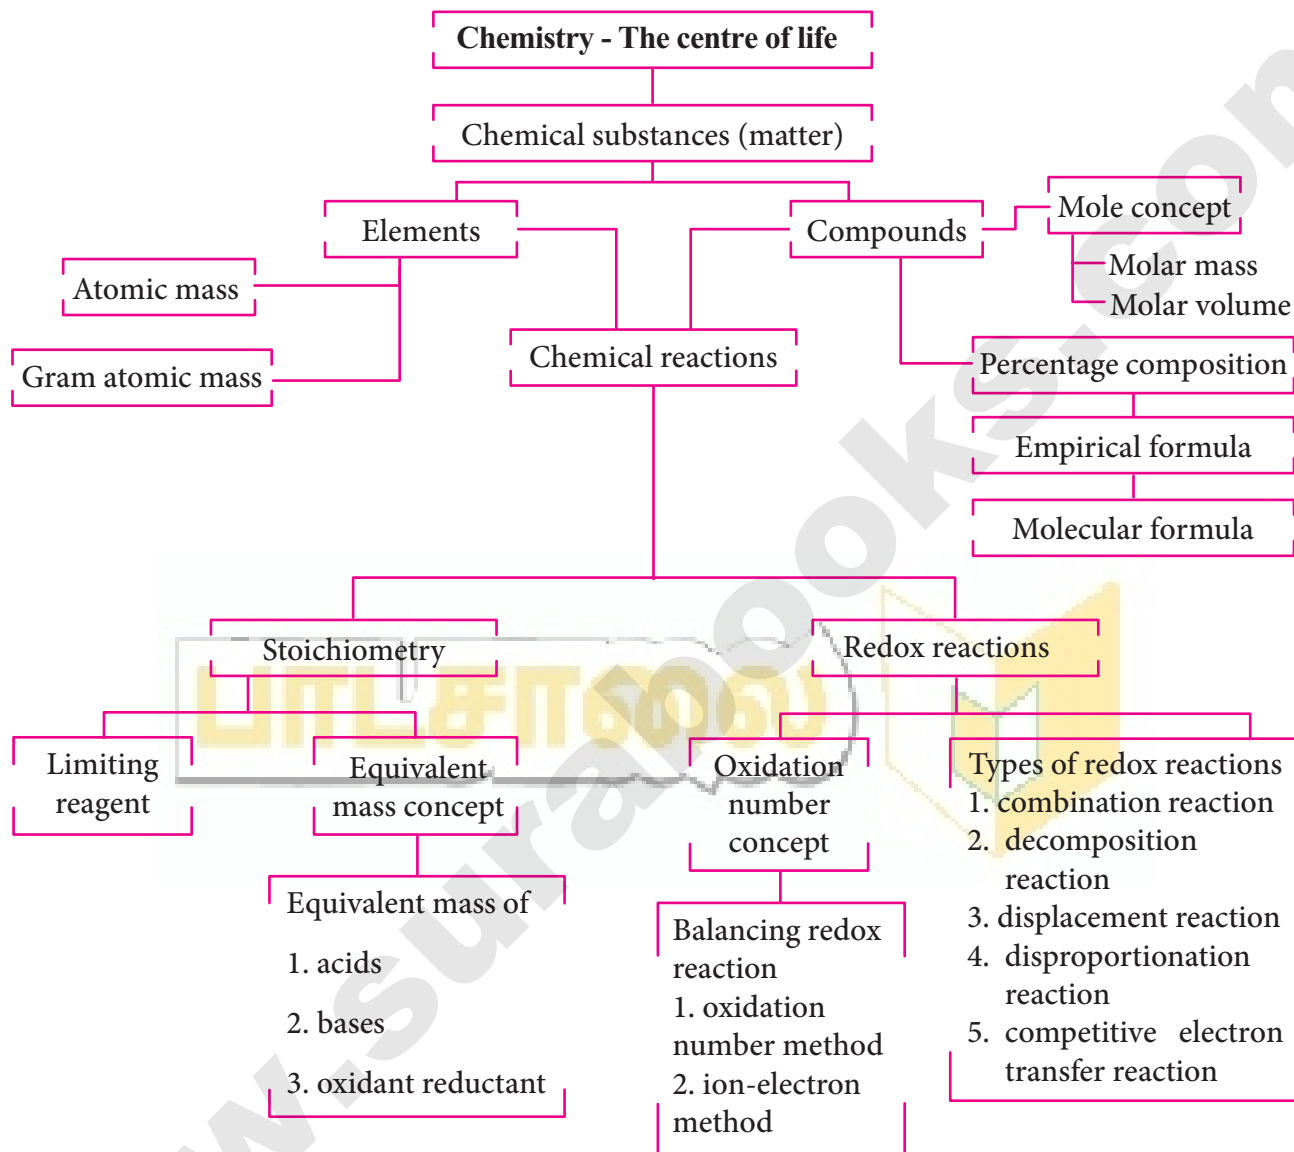 Chemistry - The centre of life
Chemical substances (matter)
Elements
Compounds
Mole concept
Molar mass
Molar volume
Atomic mass
Gram atomic mass
Chemical reactions
Percentage composition
Empirical formula
Molecular formula
Stoichiometry
Redox reactions
பாடசாலை
Limiting
reagent
Equivalent
mass concept
Equivalent mass of
1. acids
2. bases
3. oxidant reductant
Oxidation
number
concept
Balancing redox
reaction
1. oxidation
number method
2. ion-electron
method
Types of redox reactions
1. combination reaction
2. decomposition
reaction
3. displacement reaction
4. disproportionation
reaction
5. competitive electron
transfer reaction
w.surabooks.com